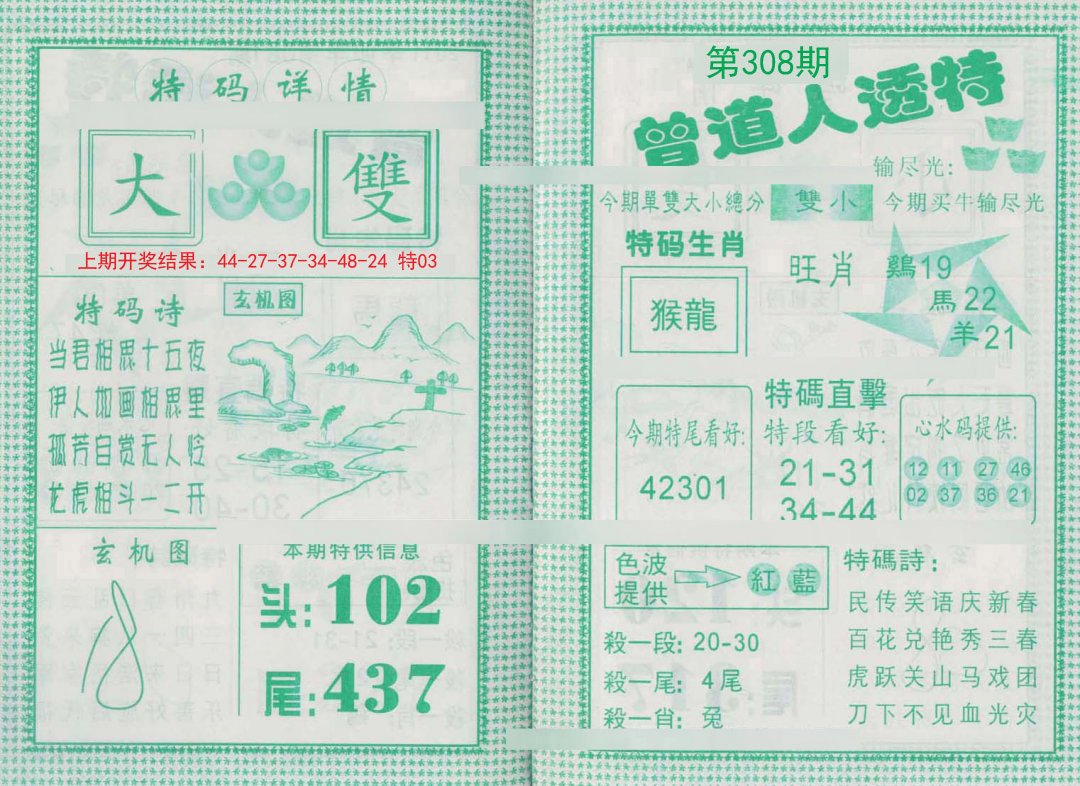 特码详情
大 雙
上期开奖结果：44-27-37-34-48-24 特03
特码诗
当君相思十五夜
伊人如画相思里
孤芳自赏无人怜
龙虎相斗一二开
玄机图
玄机图
本期特供信息
头:102
尾:437
第308期
曾道人透特
输尽光:
今期單雙大小總分 雙小 今期买牛输尽光
特码生肖
猴龍
旺肖
鷄19
馬22
羊21
今期特尾看好:
42301
特碼直擊
特段看好:
21-31
34-44
心水码提供:
12 11 27 46
02 37 36 21
色波
提供
紅 藍
殺一段: 20-30
殺一尾: 4尾
殺一肖: 兔
特碼詩:
民传笑语庆新春
百花兑艳秀三春
虎跃关山马戏团
刀下不见血光灾